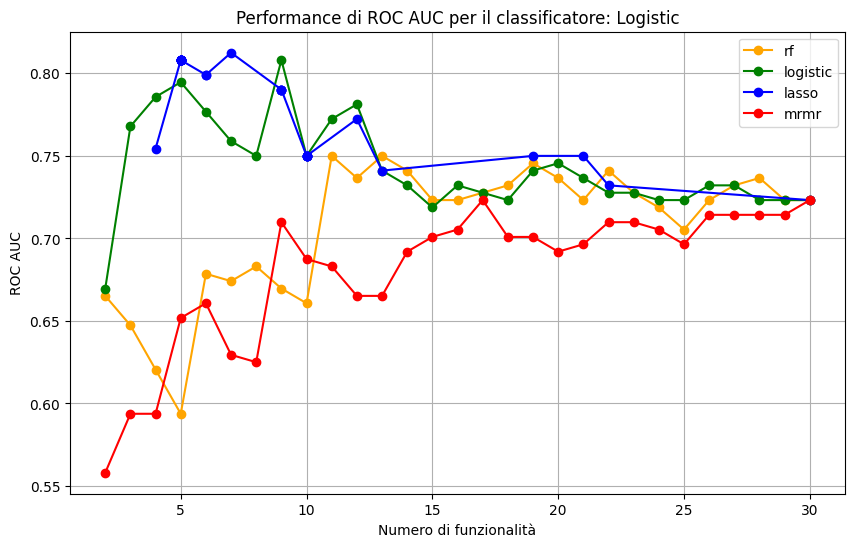 Performance di ROC AUC per il classificatore: Logistic
rf
logistic
lasso
mrmr
ROC AUC
0.80
0.75
0.70
0.65
0.60
0.55
5 10 15 20 25 30
Numero di funzionalità